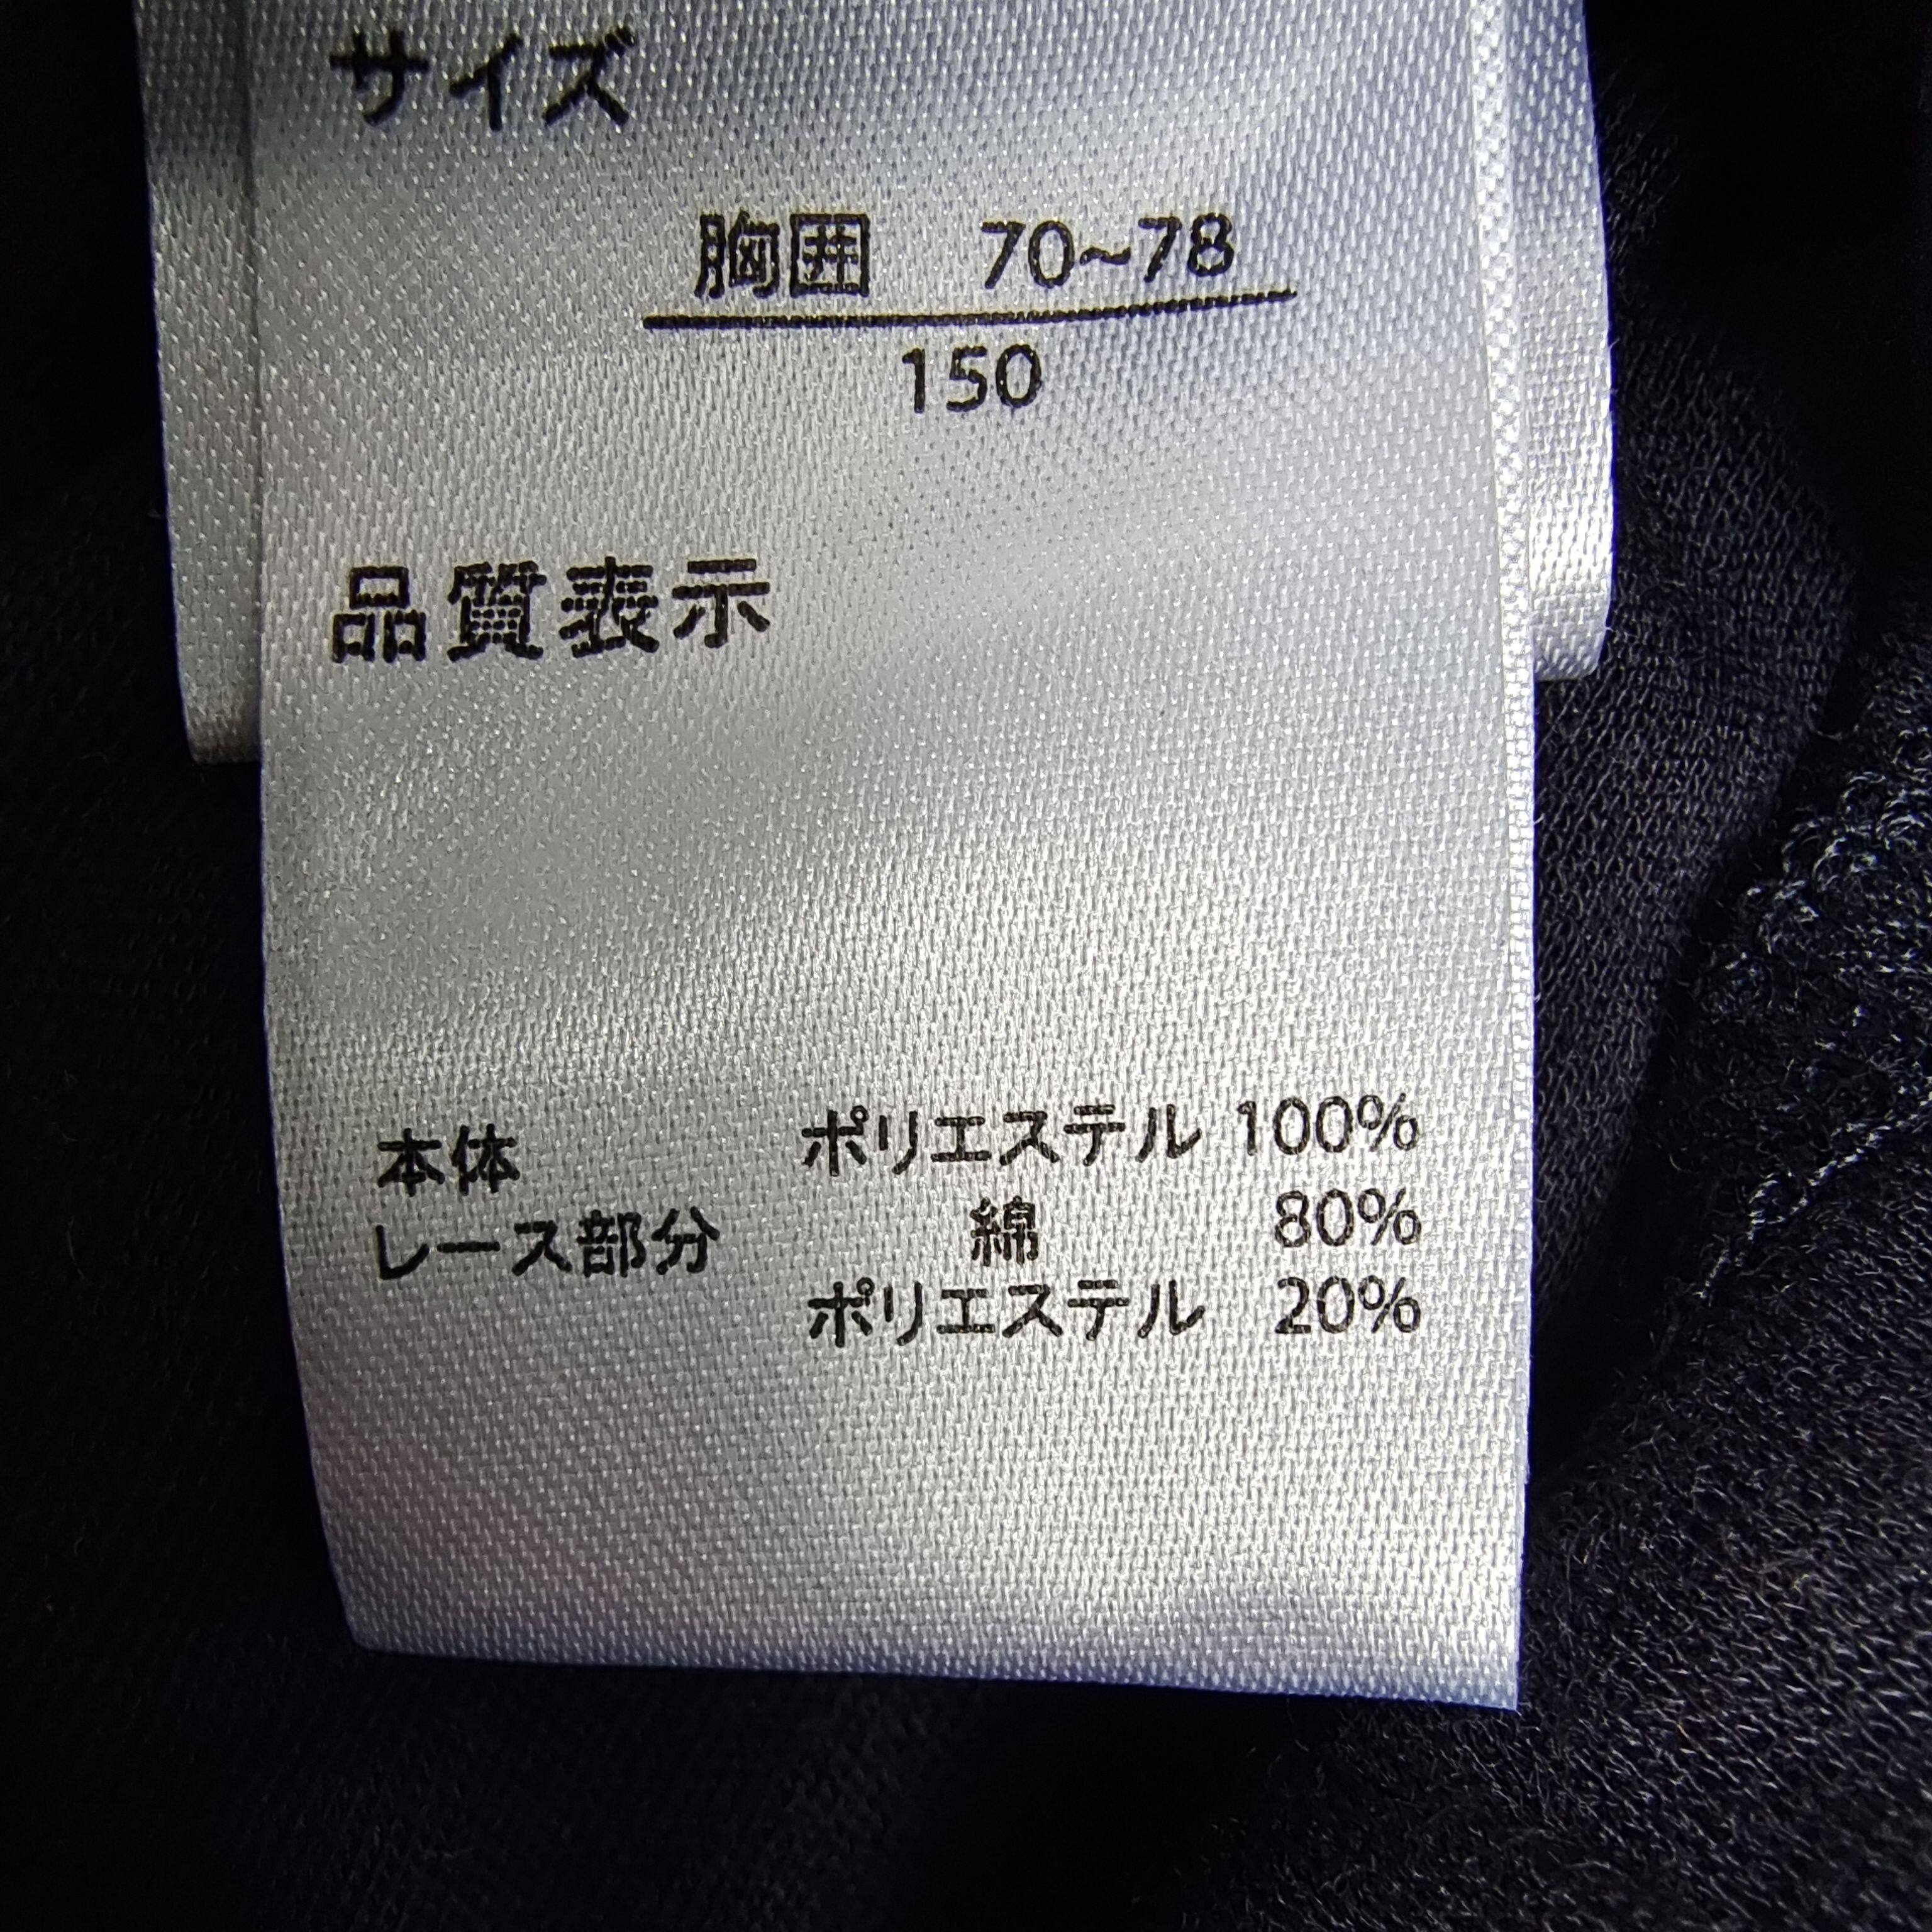 サイズ
胸囲 70~78
150
品質表示
本体 ポリエステル 100%
レース部分 綿 80%
ポリエステル 20%